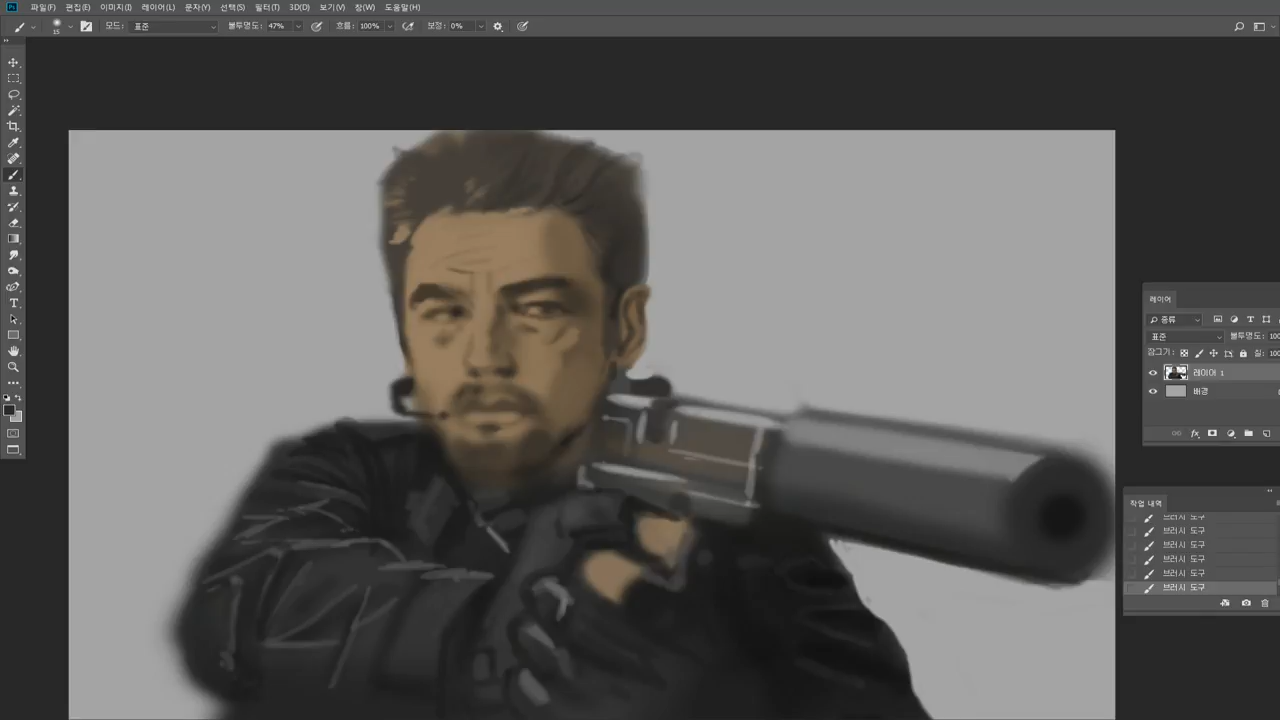 Ps 파일(F) 편집(E) 이미지(I) 레이어(L) 문자(Y) 선택(S) 필터(T) 3D(D) 보기(V) 창(W) 도움말(H)
15 모드: 표준 불투명도: 47% 흐름: 100% 보정: 0%
레이어
종류
표준 불투명도: 100
잠그기: 칠: 100
레이어 1
배경
작업 내역
브러시 도구
브러시 도구
브러시 도구
브러시 도구
브러시 도구
브러시 도구